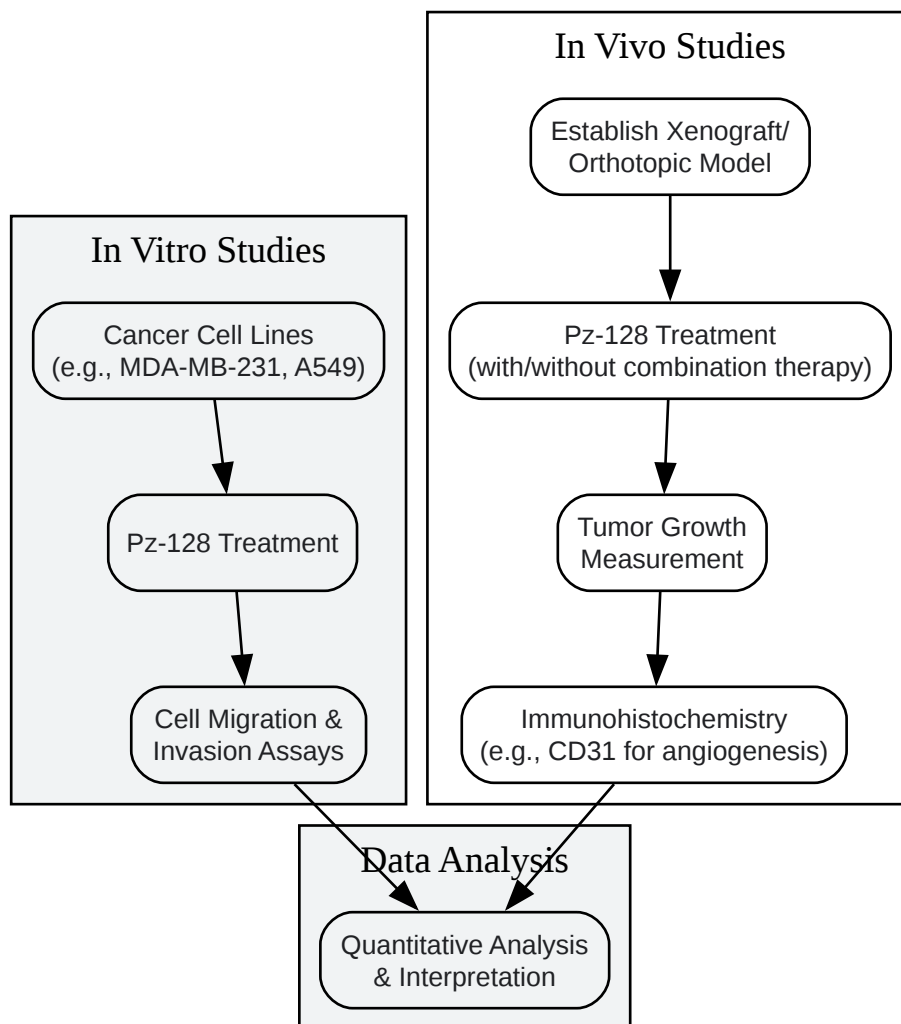 In Vitro Studies
Cancer Cell Lines
(e.g., MDA-MB-231, A549)
Pz-128 Treatment
Cell Migration &
Invasion Assays
In Vivo Studies
Establish Xenograft/
Orthotopic Model
Pz-128 Treatment
(with/without combination therapy)
Tumor Growth
Measurement
Immunohistochemistry
(e.g., CD31 for angiogenesis)
Data Analysis
Quantitative Analysis
& Interpretation